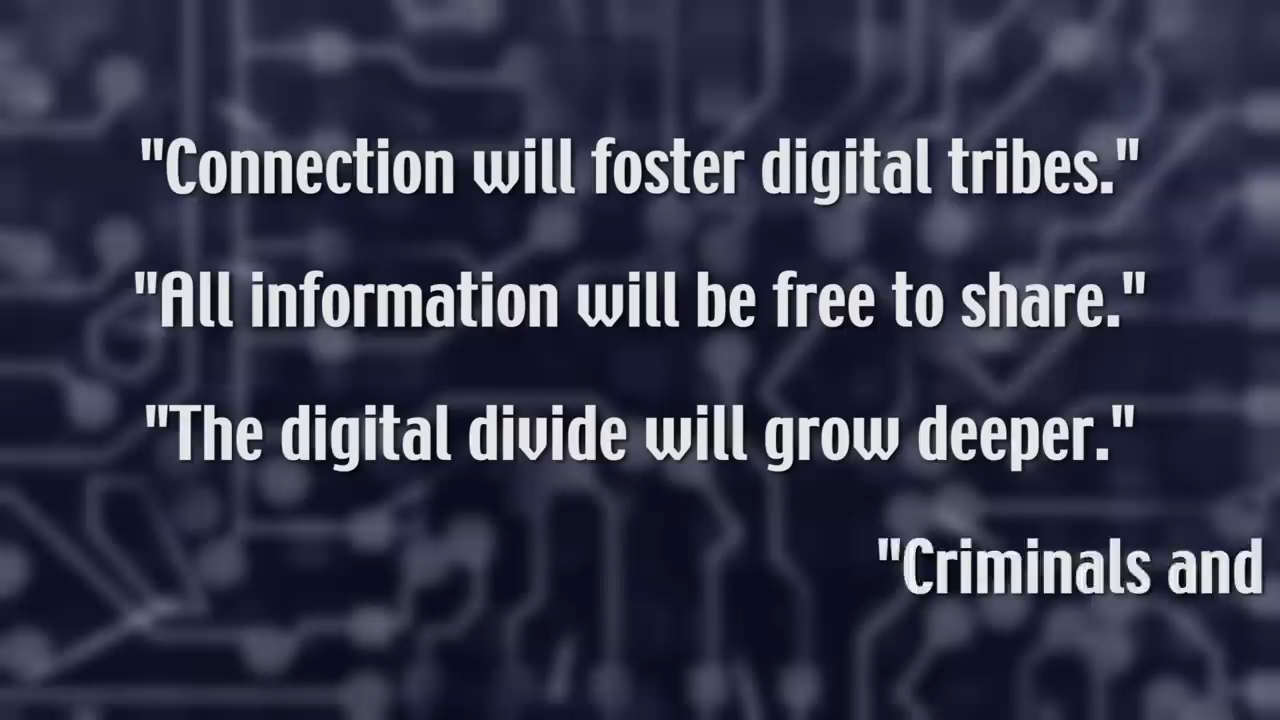 "Connection will foster digital tribes."
"All information will be free to share."
"The digital divide will grow deeper."
"Criminals and